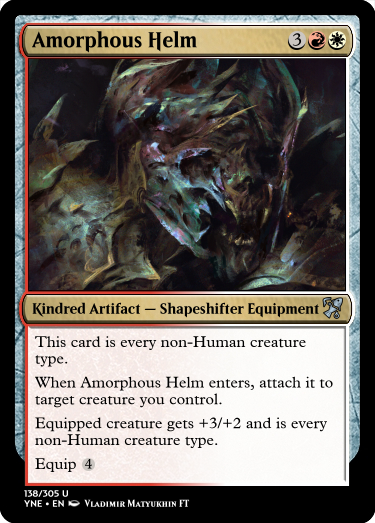 Amorphous Helm 3
Kindred Artifact — Shapeshifter Equipment
This card is every non-Human creature
type.
When Amorphous Helm enters, attach it to
target creature you control.
Equipped creature gets +3/+2 and is every
non-Human creature type.
Equip 4
138/305 U
YNE • EN Vladimir Matyukhin FT